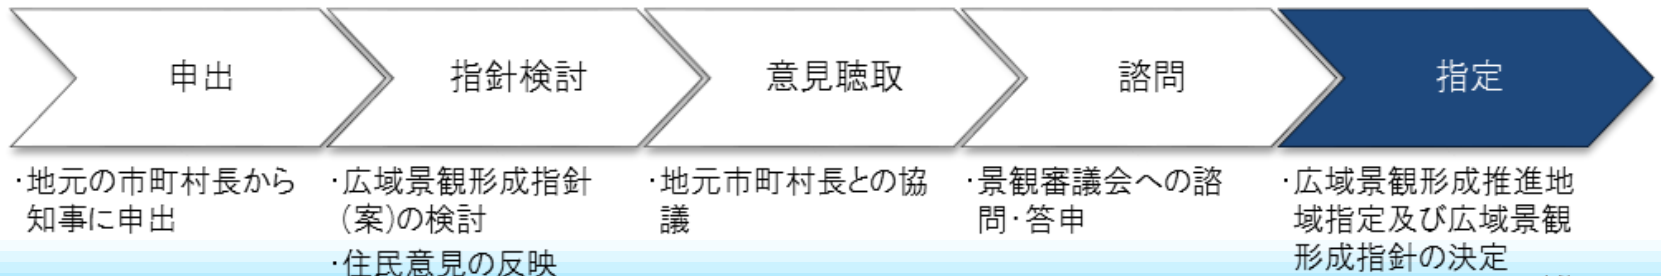 申出
指針検討
意見聴取
諮問
指定
・地元の市町村長から
知事に申出
・広域景観形成指針
(案)の検討
・住民意見の反映
・地元市町村長との協
議
・景観審議会への諮
問・答申
・広域景観形成推進地
域指定及び広域景観
形成指針の決定